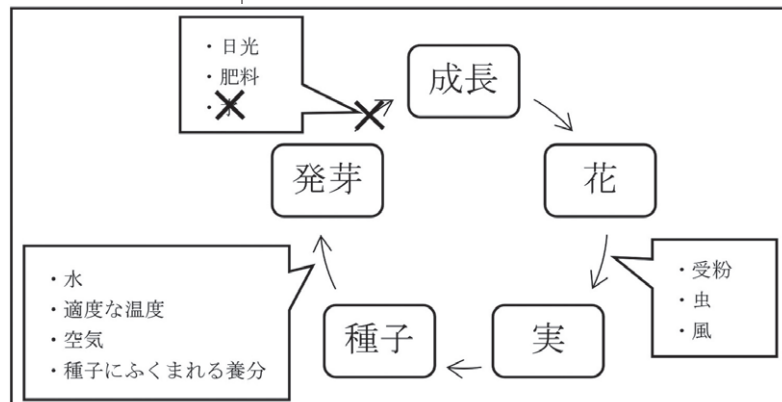 ・日光
・肥料
成長
発芽
花
・水
・適度な温度
・空気
・種子にふくまれる養分
種子
実
・受粉
・虫
・風